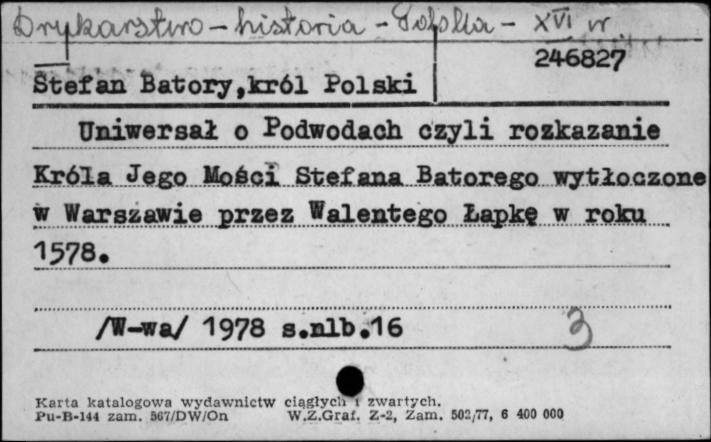 Drukarstwo - historia - Polska - XVI w.
246827
Stefan Batory,król Polski
Uniwersał o Podwodach czyli rozkazanie
Króla Jego Mości Stefana Batorego wytłoczone
w Warszawie przez Walentego Łapkę w roku
1578.
/W-wa/ 1978 s.nlb.16
3
Karta katalogowa wydawnictw ciągłych i zwartych.
Pu-B-144 zam. 567/DW/On W.Z.Graf. Z-2, Zam. 502/77, 6 400 000